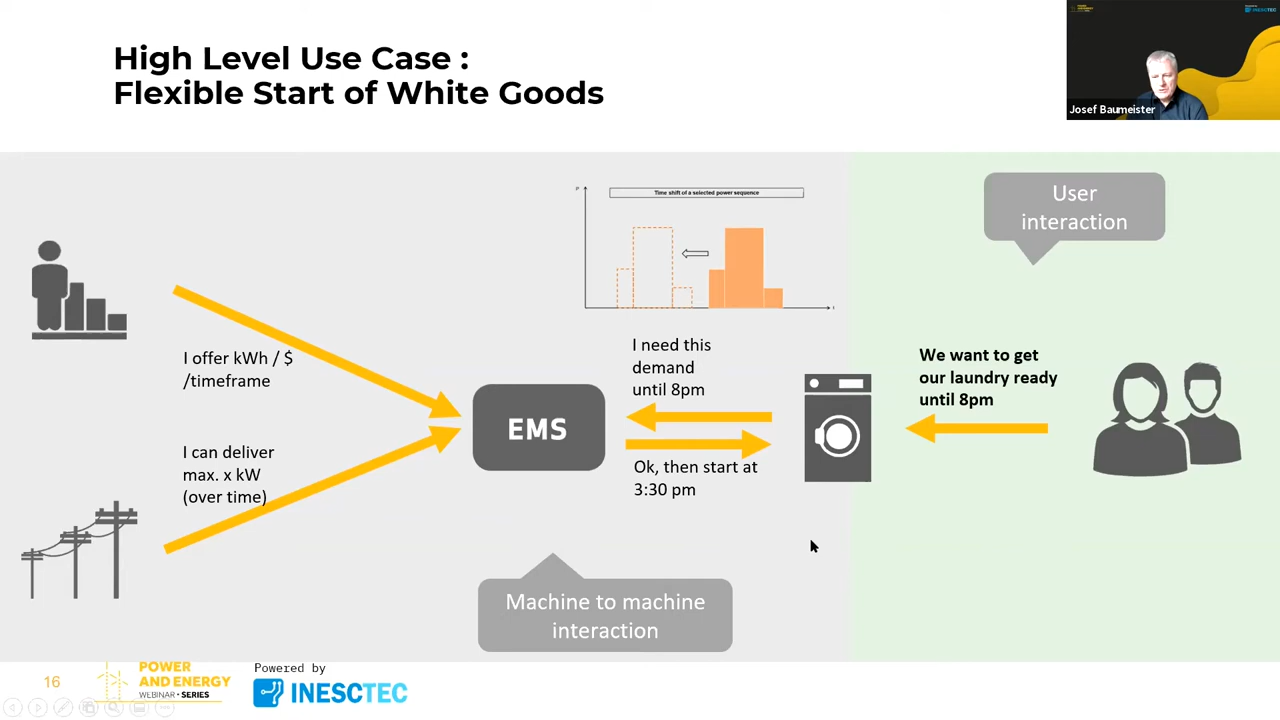 High Level Use Case :
Flexible Start of White Goods
Josef Baumeister
INESCTEC
P
Time shift of a selected power sequence
t
User
interaction
I offer kWh / $
/timeframe
I need this
demand
until 8pm
We want to get
our laundry ready
until 8pm
EMS
I can deliver
max. x kW
(over time)
Ok, then start at
3:30 pm
Machine to machine
interaction
16
POWER
AND ENERGY
WEBINAR • SERIES
Powered by
INESCTEC